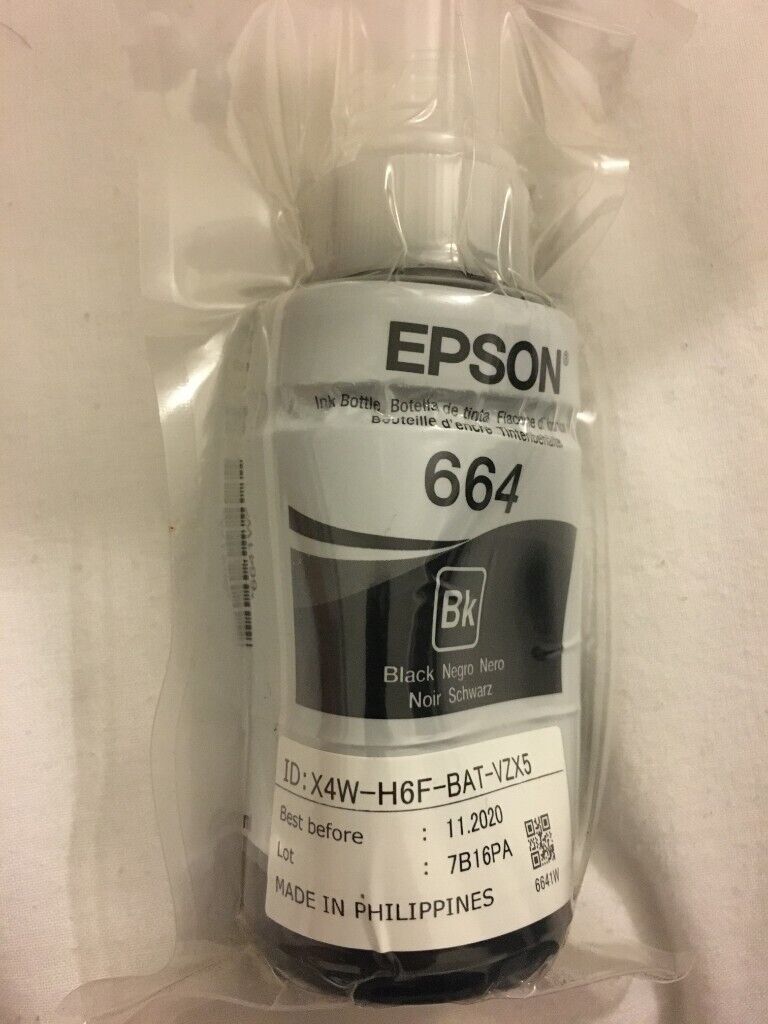 EPSON®
Ink Bottle Botella de tinta
Bouteille d'encre
664
Bk
Black Negro Nero
Noir Schwarz
ID:X4W-H6F-BAT-VZX5
Best before : 11.2020
Lot : 7B16PA
6641W
MADE IN PHILIPPINES